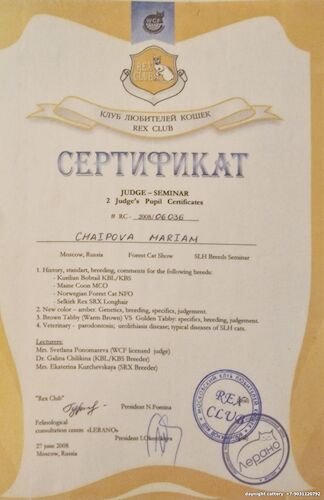 WCF
REX
CLUB
КЛУБ ЛЮБИТЕЛЕЙ КОШЕК
REX CLUB
СЕРТИФИКАТ
JUDGE – SEMINAR
2 Judge's Pupil Certificates
# RC- 2008/06036
CHAIPOVA MARIAM
Moscow, Russia Forest Cat Show SLH Breeds Seminar
1. History, standart, breeding, comments for the following breeds:
- Kurilian Bobtail KBL/KBS
- Maine Coon MCO
- Norwegian Forest Cat NFO
- Selkirk Rex SRX Longhair
2. New color – amber. Genetics, breeding, specifics, judgement.
3. Brown Tabby (Warm Brown) VS Golden Tabby: specifics, breeding, judgement.
4. Veterinary - parodontosis; urolithiasis disease; typical diseases of SLH cats.
Lecturers:
Mrs. Svetlana Ponomareva (WCF licensed judge)
Dr. Galina Chilikina (KBL/KBS Breeder)
Mrs. Ekaterina Kurchevskaya (SRX Breeder)
"Rex Club" President N.Fomina
Felinological
consultation centre «LERANO» President I.
27 june 2008
Moscow, Russia
REX
CLUB
Лерано
daynight cattery +7-9031120792